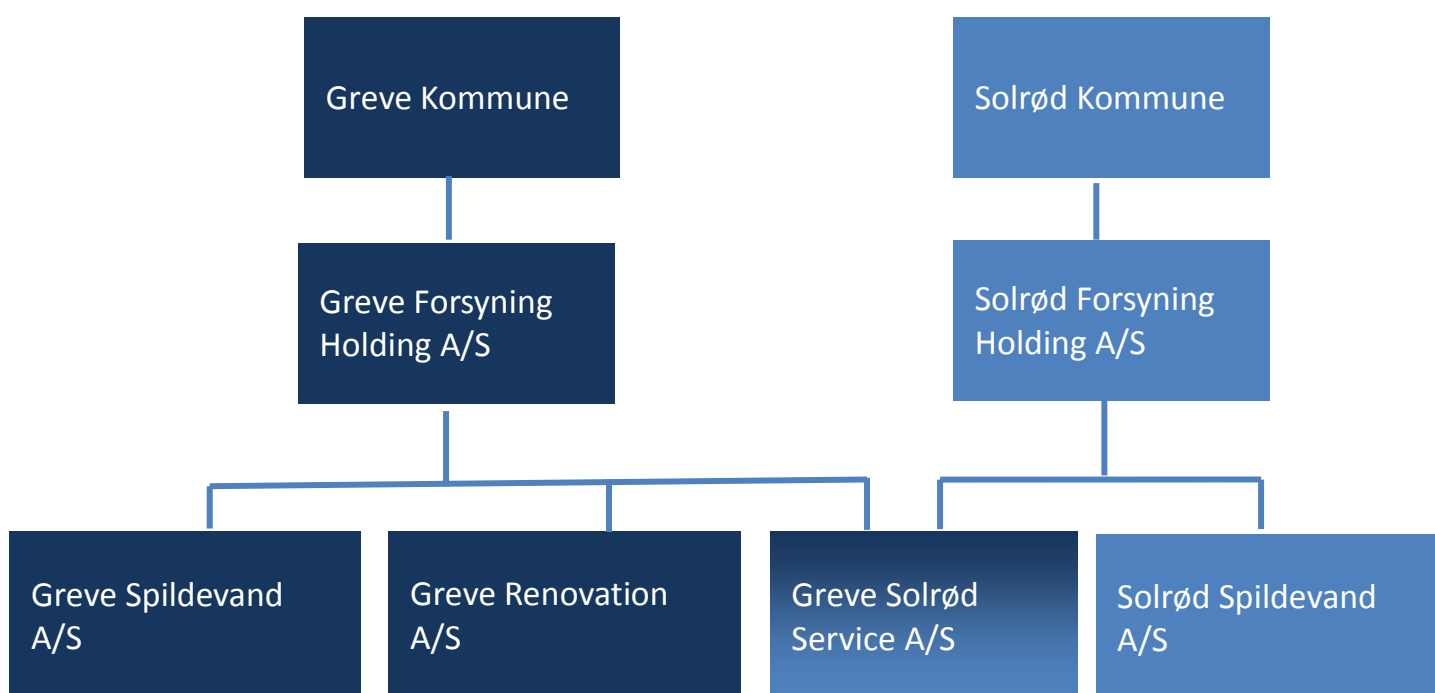 Greve Kommune
Solrød Kommune
Greve Forsyning
Holding A/S
Solrød Forsyning
Holding A/S
Greve Spildevand
A/S
Greve Renovation
A/S
Greve Solrød
Service A/S
Solrød Spildevand
A/S